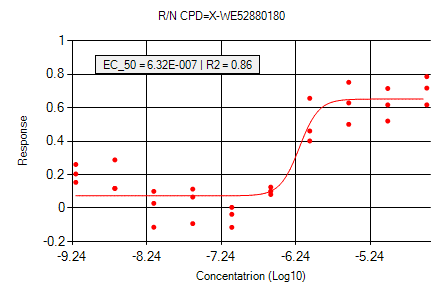 R/N CPD=X-WE52880180
EC_50 = 6.32E-007 | R2 = 0.86
1
0.8
0.6
0.4
0.2
0
-0.2
Response
-9.24 -8.24 -7.24 -6.24 -5.24
Concentatrion (Log10)